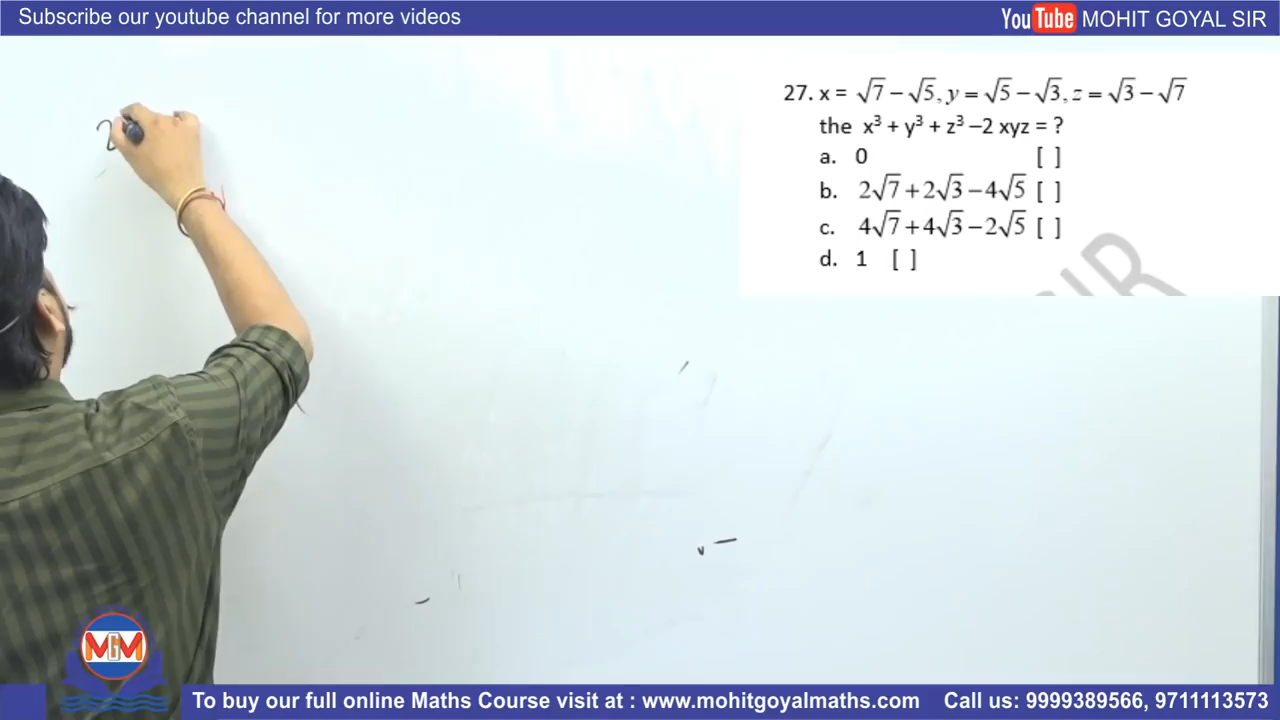 Subscribe our youtube channel for more videos
YouTube MOHIT GOYAL SIR
27. x = √7 − √5, y = √5 − √3, z = √3 − √7
the x³ + y³ + z³ −2 xyz = ?
a. 0 [ ]
b. 2√7 + 2√3 − 4√5 [ ]
c. 4√7 + 4√3 − 2√5 [ ]
d. 1 [ ]
SIR
MGM
To buy our full online Maths Course visit at : www.mohitgoyalmaths.com Call us: 9999389566, 9711113573